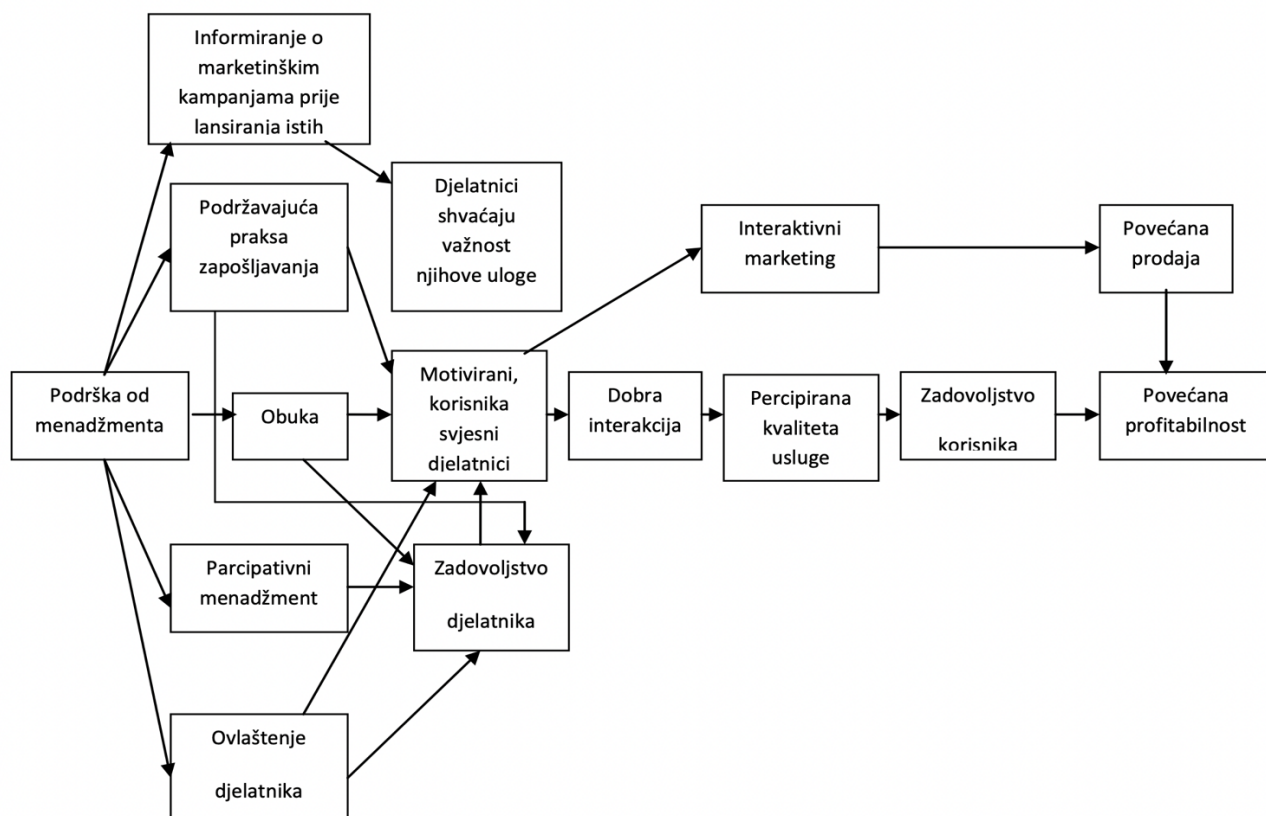 Informiranje o
marketinškim
kampanjama prije
lansiranja istih
Djelatnici
shvaćaju
važnost
njihove uloge
Podržavajuća
praksa
zapošljavanja
Interaktivni
marketing
Povećana
prodaja
Podrška od
menadžmenta
Obuka
Motivirani,
korisnika
svjesni
djelatnici
Dobra
interakcija
Percipirana
kvaliteta
usluge
Zadovoljstvo
korisnika
Povećana
profitabilnost
Parcipativni
menadžment
Zadovoljstvo
djelatnika
Ovlaštenje
djelatnika